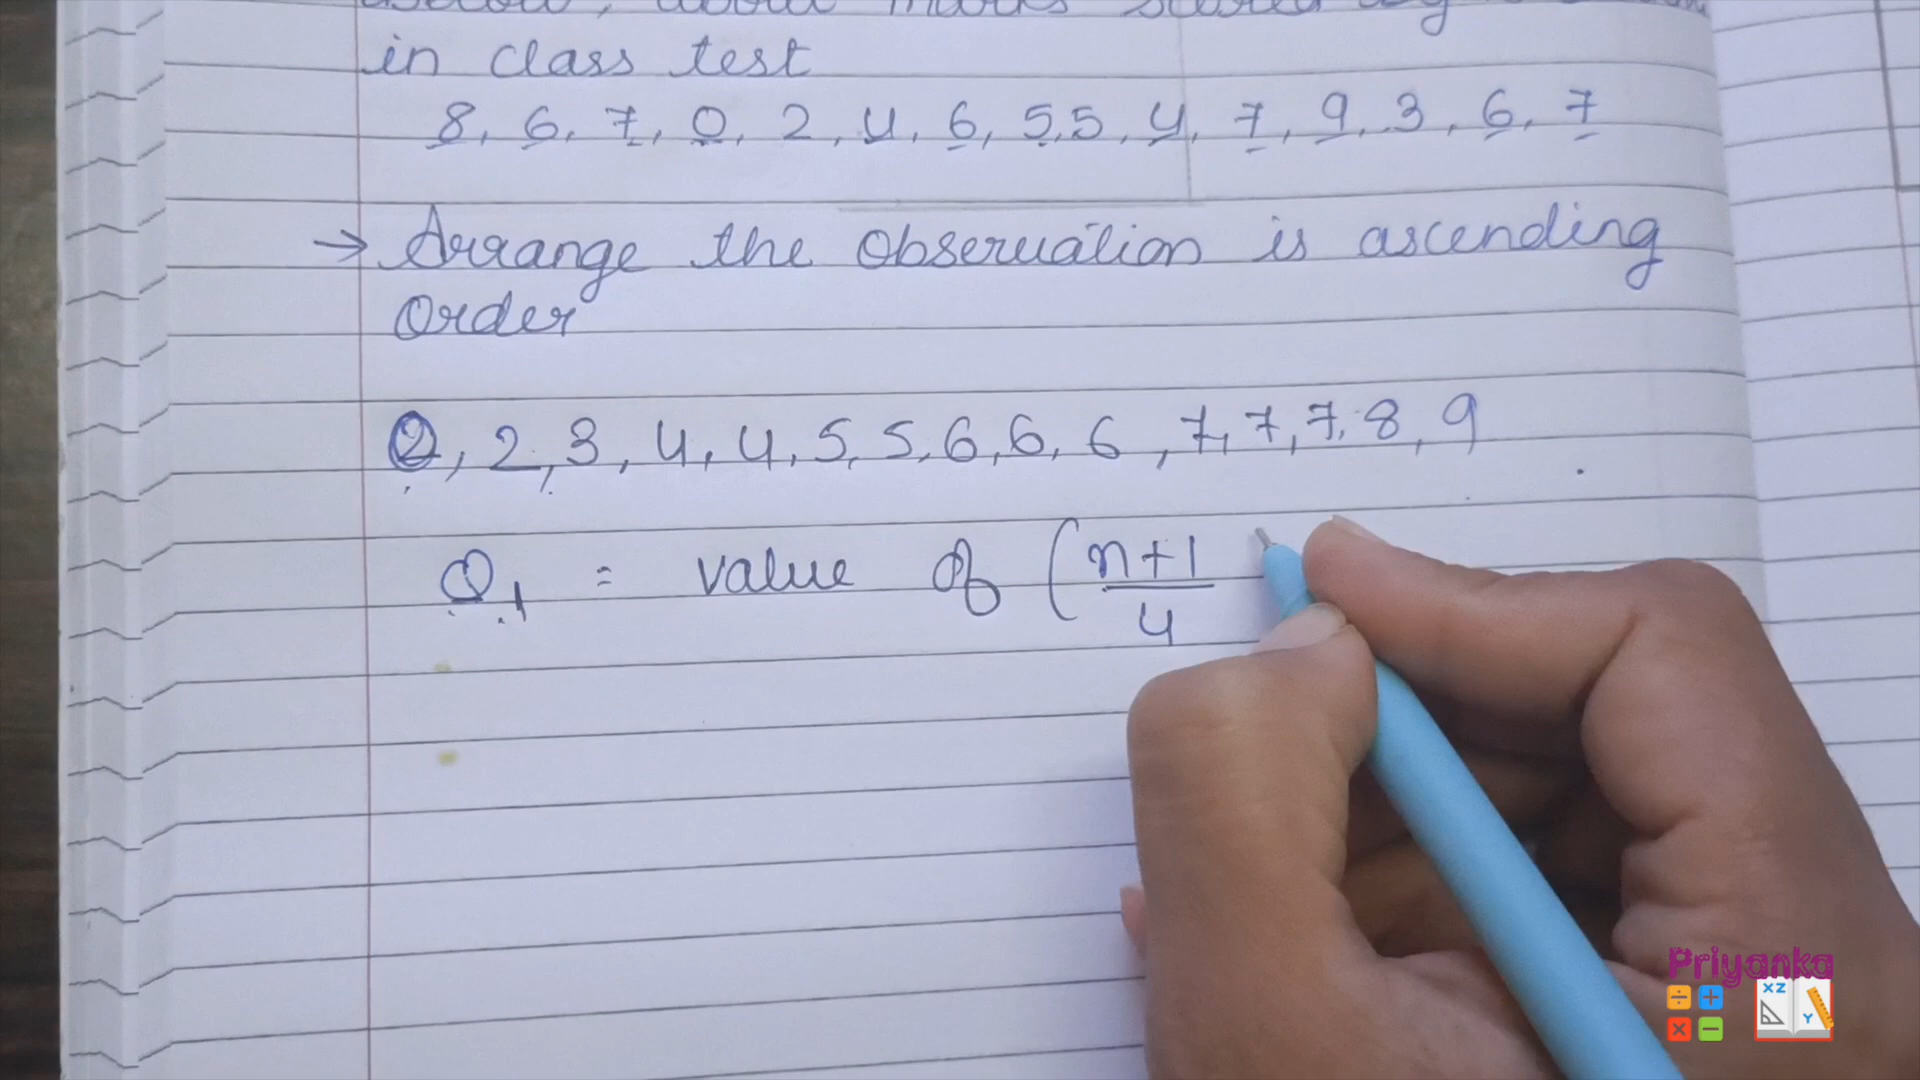 in class test
8, 6, 7, 0, 2, 4, 6, 5, 5, 4, 7, 9, 3, 6, 7
→ Arrange the observation is ascending
order
0, 2, 3, 4, 4, 5, 5, 6, 6, 6, 7, 7, 7, 8, 9
Q1 = value of (n+1
4
Priyanka
÷ + XZ
× − Y